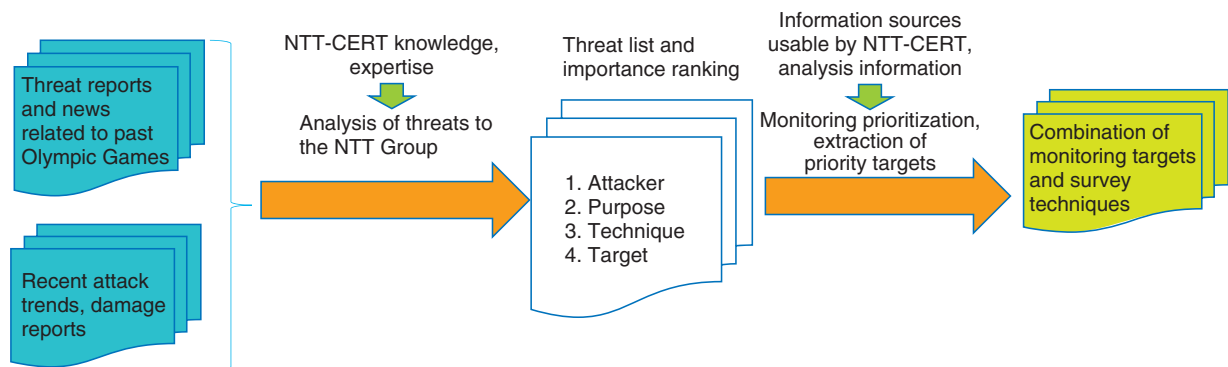 Threat reports
and news
related to past
Olympic Games
Recent attack
trends, damage
reports
NTT-CERT knowledge,
expertise
Analysis of threats to
the NTT Group
Threat list and
importance ranking
1. Attacker
2. Purpose
3. Technique
4. Target
Information sources
usable by NTT-CERT,
analysis information
Monitoring prioritization,
extraction of
priority targets
Combination of
monitoring targets
and survey
techniques